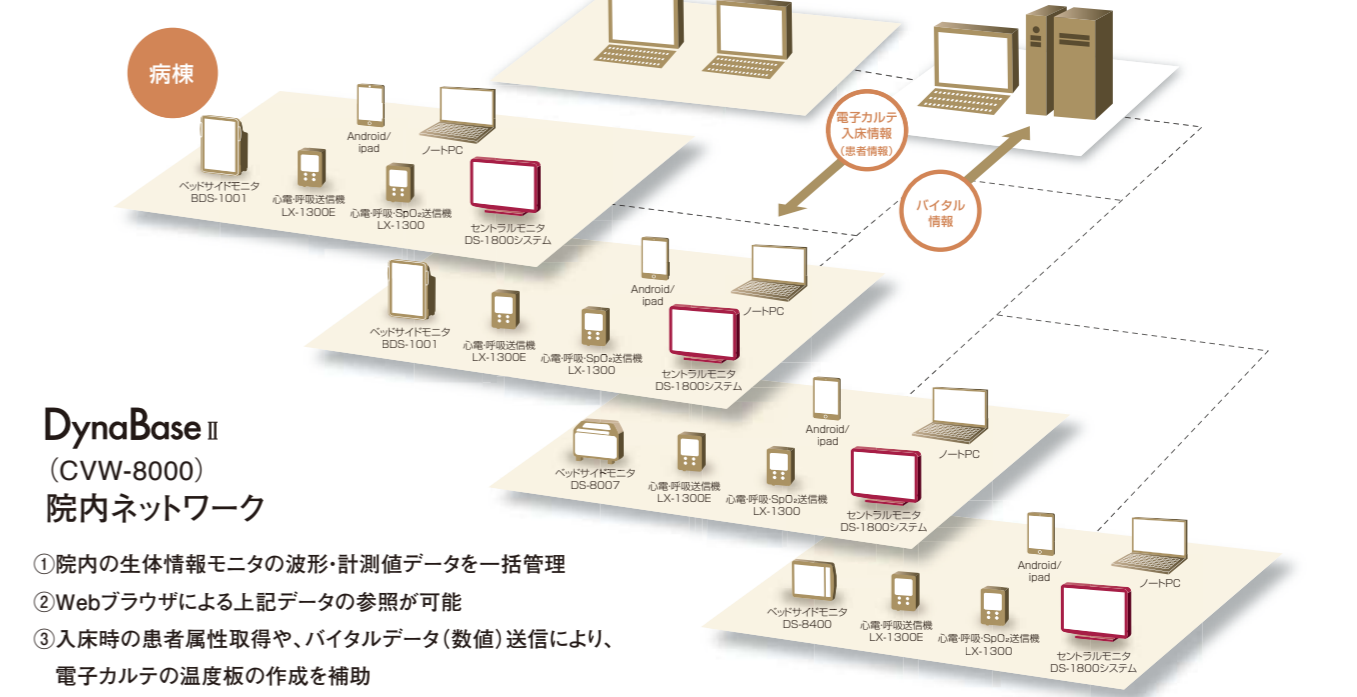 病棟
電子カルテ
入床情報
(患者情報)
バイタル
情報
Android/
ipad
ノートPC
ベッドサイドモニタ
BDS-1001
心電・呼吸送信機
LX-1300E
心電・呼吸・SpO₂送信機
LX-1300
セントラルモニタ
DS-1800システム
Android/
ipad
ノートPC
ベッドサイドモニタ
BDS-1001
心電・呼吸送信機
LX-1300E
心電・呼吸・SpO₂送信機
LX-1300
セントラルモニタ
DS-1800システム
Android/
ipad
ノートPC
ベッドサイドモニタ
DS-8007
心電・呼吸送信機
LX-1300E
心電・呼吸・SpO₂送信機
LX-1300
セントラルモニタ
DS-1800システム
Android/
ipad
ノートPC
ベッドサイドモニタ
DS-8400
心電・呼吸送信機
LX-1300E
心電・呼吸・SpO₂送信機
LX-1300
セントラルモニタ
DS-1800システム
DynaBase Ⅱ
(CVW-8000)
院内ネットワーク
①院内の生体情報モニタの波形・計測値データを一括管理
②Webブラウザによる上記データの参照が可能
③入床時の患者属性取得や、バイタルデータ(数値)送信により、
電子カルテの温度板の作成を補助